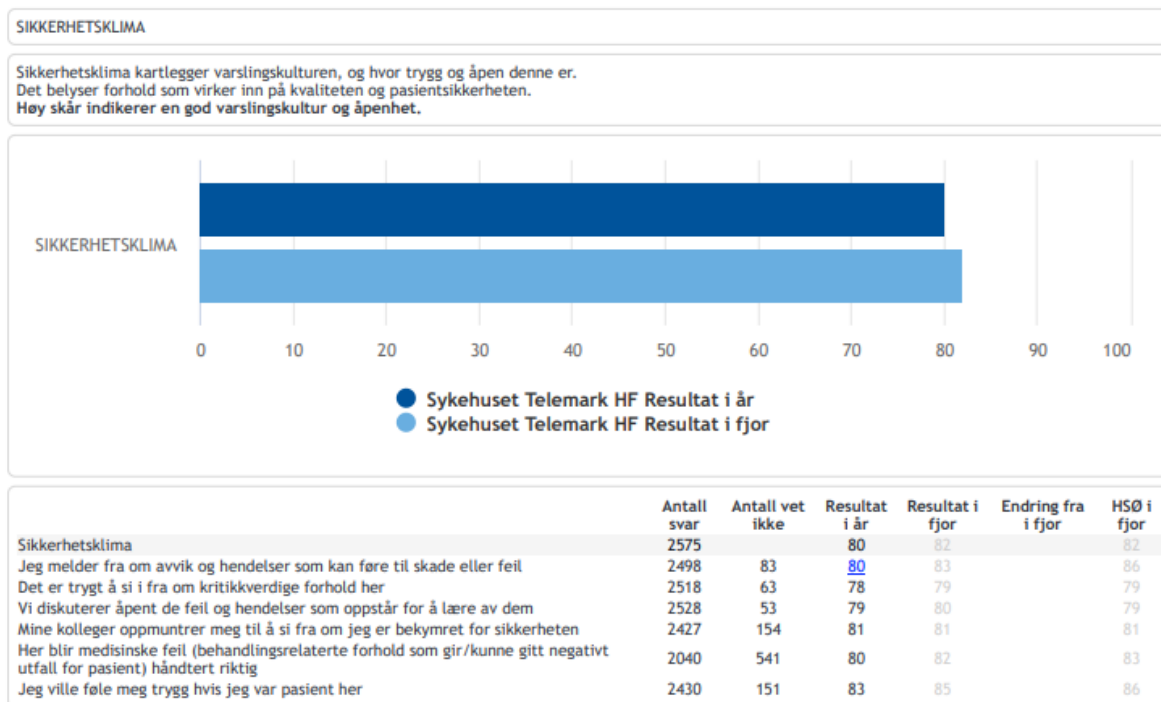 SIKKERHETSKLIMA
Sikkerhetsklima kartlegger varslingskulturen, og hvor trygg og åpen denne er.
Det belyser forhold som virker inn på kvaliteten og pasientsikkerheten.
Høy skår indikerer en god varslingskultur og åpenhet.
SIKKERHETSKLIMA
0 10 20 30 40 50 60 70 80 90 100
Sykehuset Telemark HF Resultat i år
Sykehuset Telemark HF Resultat i fjor
Antall Antall vet Resultat Resultat i Endring fra HSØ i
svar ikke i år fjor i fjor fjor
Sikkerhetsklima 2575 80 82 82
Jeg melder fra om avvik og hendelser som kan føre til skade eller feil 2498 83 80 83 86
Det er trygt å si i fra om kritikkverdige forhold her 2518 63 78 79 79
Vi diskuterer åpent de feil og hendelser som oppstår for å lære av dem 2528 53 79 80 79
Mine kolleger oppmuntrer meg til å si fra om jeg er bekymret for sikkerheten 2427 154 81 81 81
Her blir medisinske feil (behandlingsrelaterte forhold som gir/kunne gitt negativt
utfall for pasient) håndtert riktig 2040 541 80 82 83
Jeg ville føle meg trygg hvis jeg var pasient her 2430 151 83 85 86